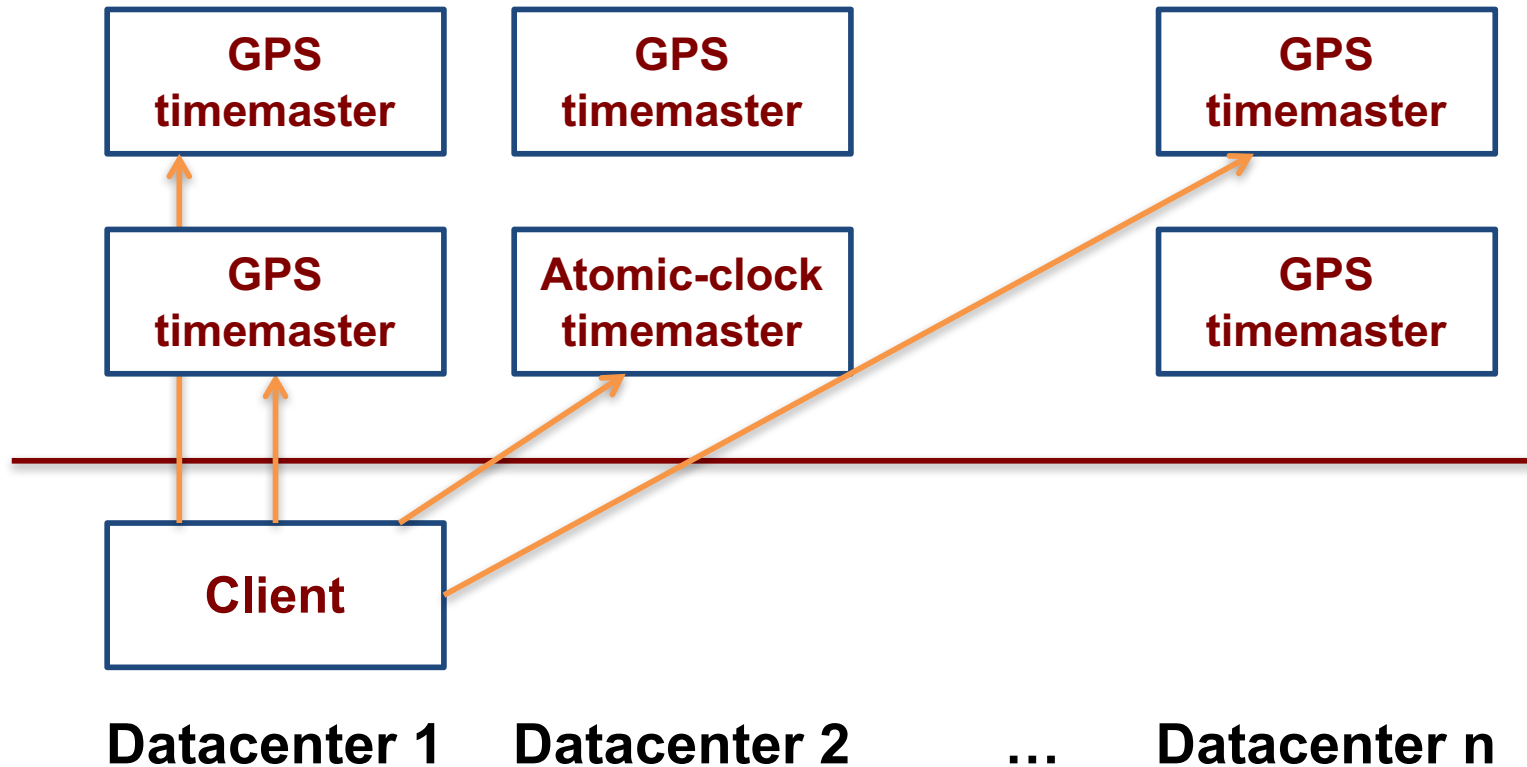 GPS
timemaster
GPS
timemaster
GPS
timemaster
GPS
timemaster
Atomic-clock
timemaster
GPS
timemaster
Client
Datacenter 1 Datacenter 2 … Datacenter n